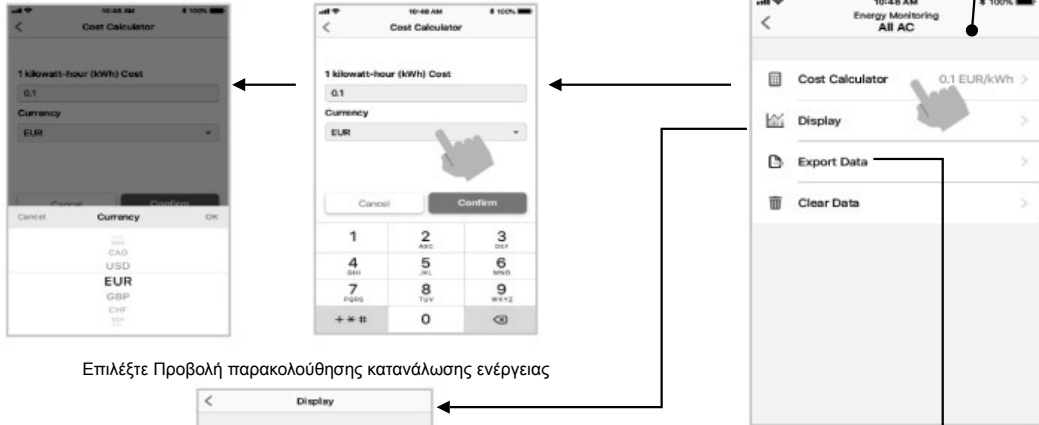 10:48 AM
100%
Cost Calculator
1 kilowatt-hour (kWh) Cost
0.1
Currency
EUR
Cancel
Confirm
Cancel
Currency
OK
CAD
USD
EUR
GBP
CHF
10:48 AM
100%
Cost Calculator
1 kilowatt-hour (kWh) Cost
0.1
Currency
EUR
Cancel
Confirm
1
2
ABC
3
DEF
4
GHI
5
JKL
6
MNO
7
PQRS
8
TUV
9
WXYZ
+ * #
0
10:48 AM
100%
Energy Monitoring
All AC
Cost Calculator
0.1 EUR/kWh
Display
Export Data
Clear Data
Επιλέξτε Προβολή παρακολούθησης κατανάλωσης ενέργειας
Display